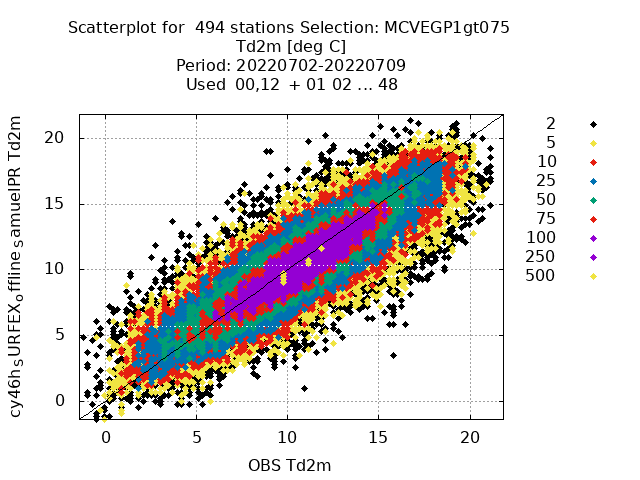 Scatterplot for 494 stations Selection: MCVEGP1gt075
Td2m [deg C]
Period: 20220702-20220709
Used 00,12 + 01 02 ... 48
cy46h_SURFEX_offline_samuelPR Td2m
20
15
10
5
0
0 5 10 15 20
OBS Td2m
2
5
10
25
50
75
100
250
500